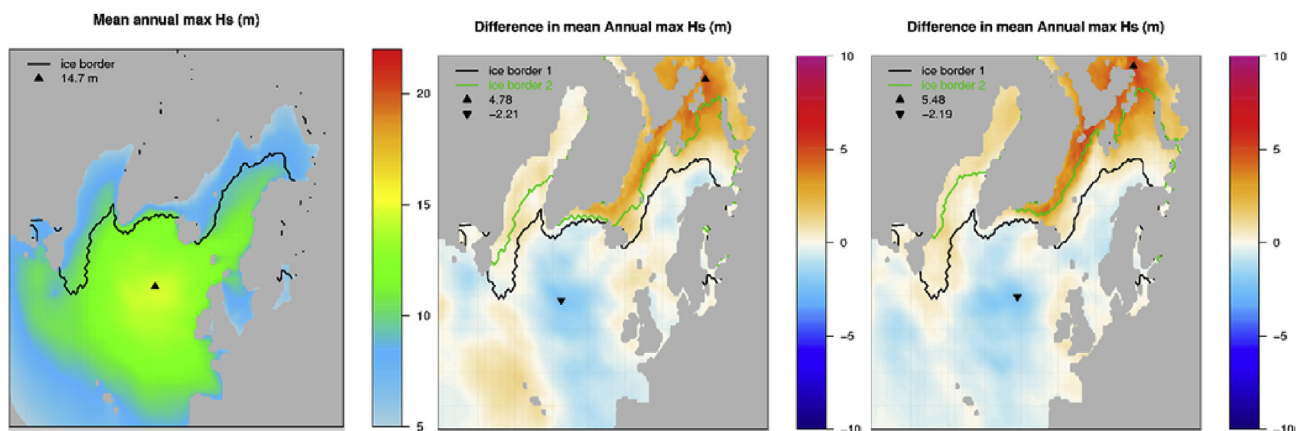 Mean annual max Hs (m)
ice border
14.7 m
20
15
10
5
Difference in mean Annual max Hs (m)
ice border 1
ice border 2
4.78
−2.21
10
5
0
−5
−10
Difference in mean Annual max Hs (m)
ice border 1
ice border 2
5.48
−2.19
10
5
0
−5
−10